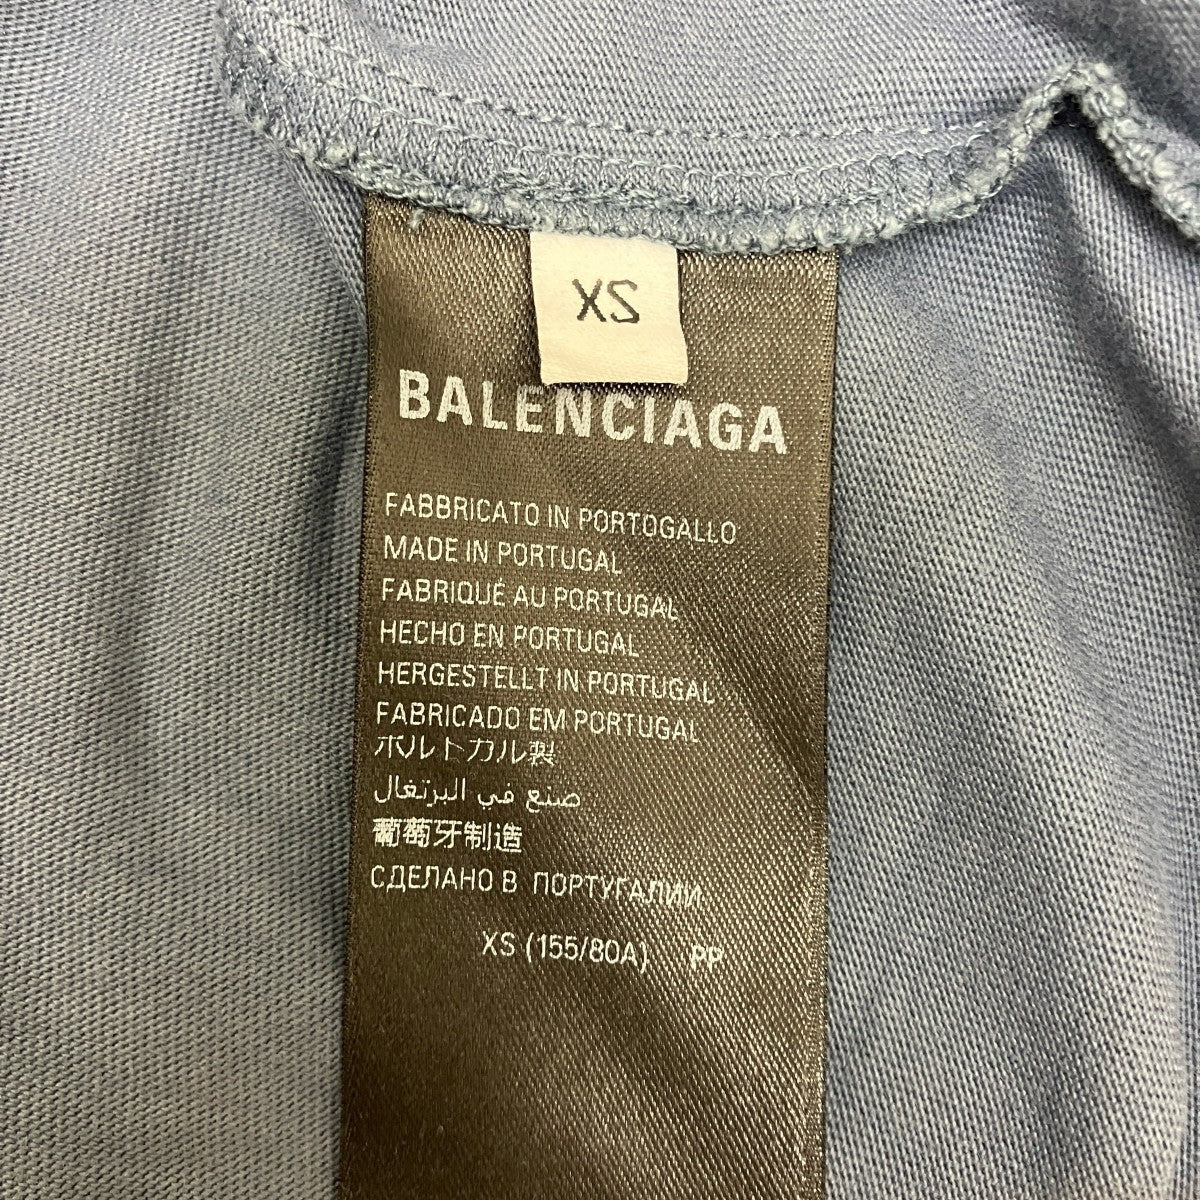 XS
BALENCIAGA
FABBRICATO IN PORTOGALLO
MADE IN PORTUGAL
FABRIQUÉ AU PORTUGAL
HECHO EN PORTUGAL
HERGESTELLT IN PORTUGAL
FABRICADO EM PORTUGAL
ポルトガル製
صنع في البرتغال
葡萄牙制造
СДЕЛАНО В ПОРТУГАЛИИ
XS (155/80A) PP